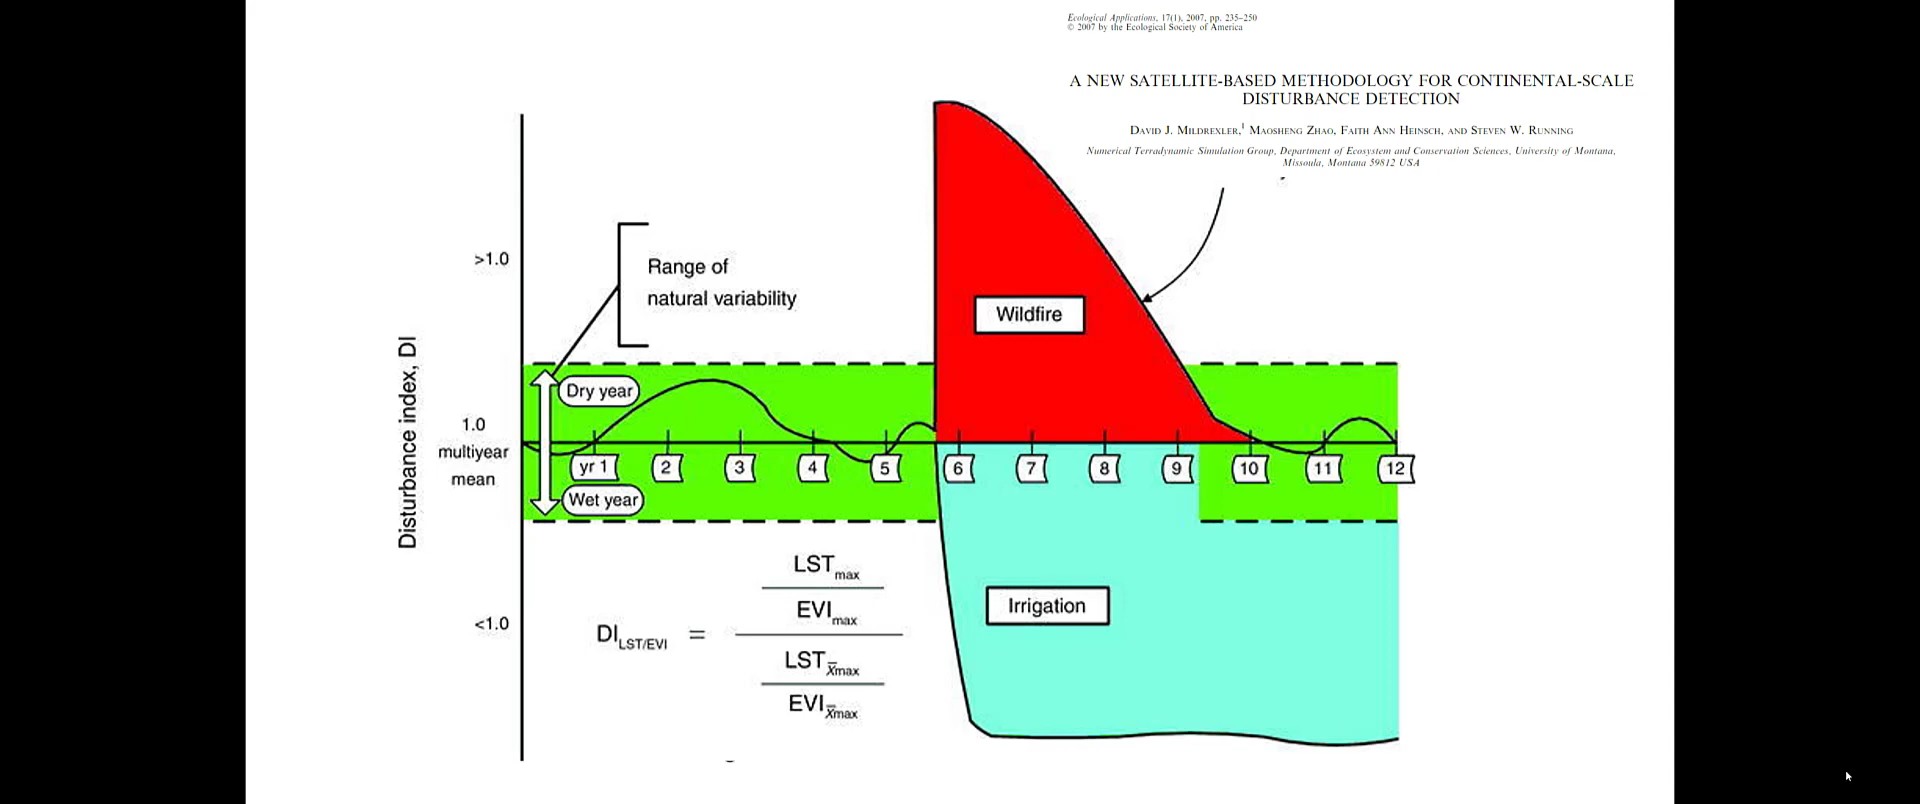 Ecological Applications, 17(1), 2007, pp. 235–250
© 2007 by the Ecological Society of America
A NEW SATELLITE-BASED METHODOLOGY FOR CONTINENTAL-SCALE
DISTURBANCE DETECTION
DAVID J. MILDREXLER,¹ MAOSHENG ZHAO, FAITH ANN HEINSCH, AND STEVEN W. RUNNING
Numerical Terradynamic Simulation Group, Department of Ecosystem and Conservation Sciences, University of Montana,
Missoula, Montana 59812 USA
Disturbance index, DI
>1.0
1.0
multiyear
mean
<1.0
Range of
natural variability
Dry year
Wet year
Wildfire
yr 1 2 3 4 5 6 7 8 9 10 11 12
Irrigation
LSTmax
EVImax
DI LST/EVI =
LST X̅max
EVI X̅max